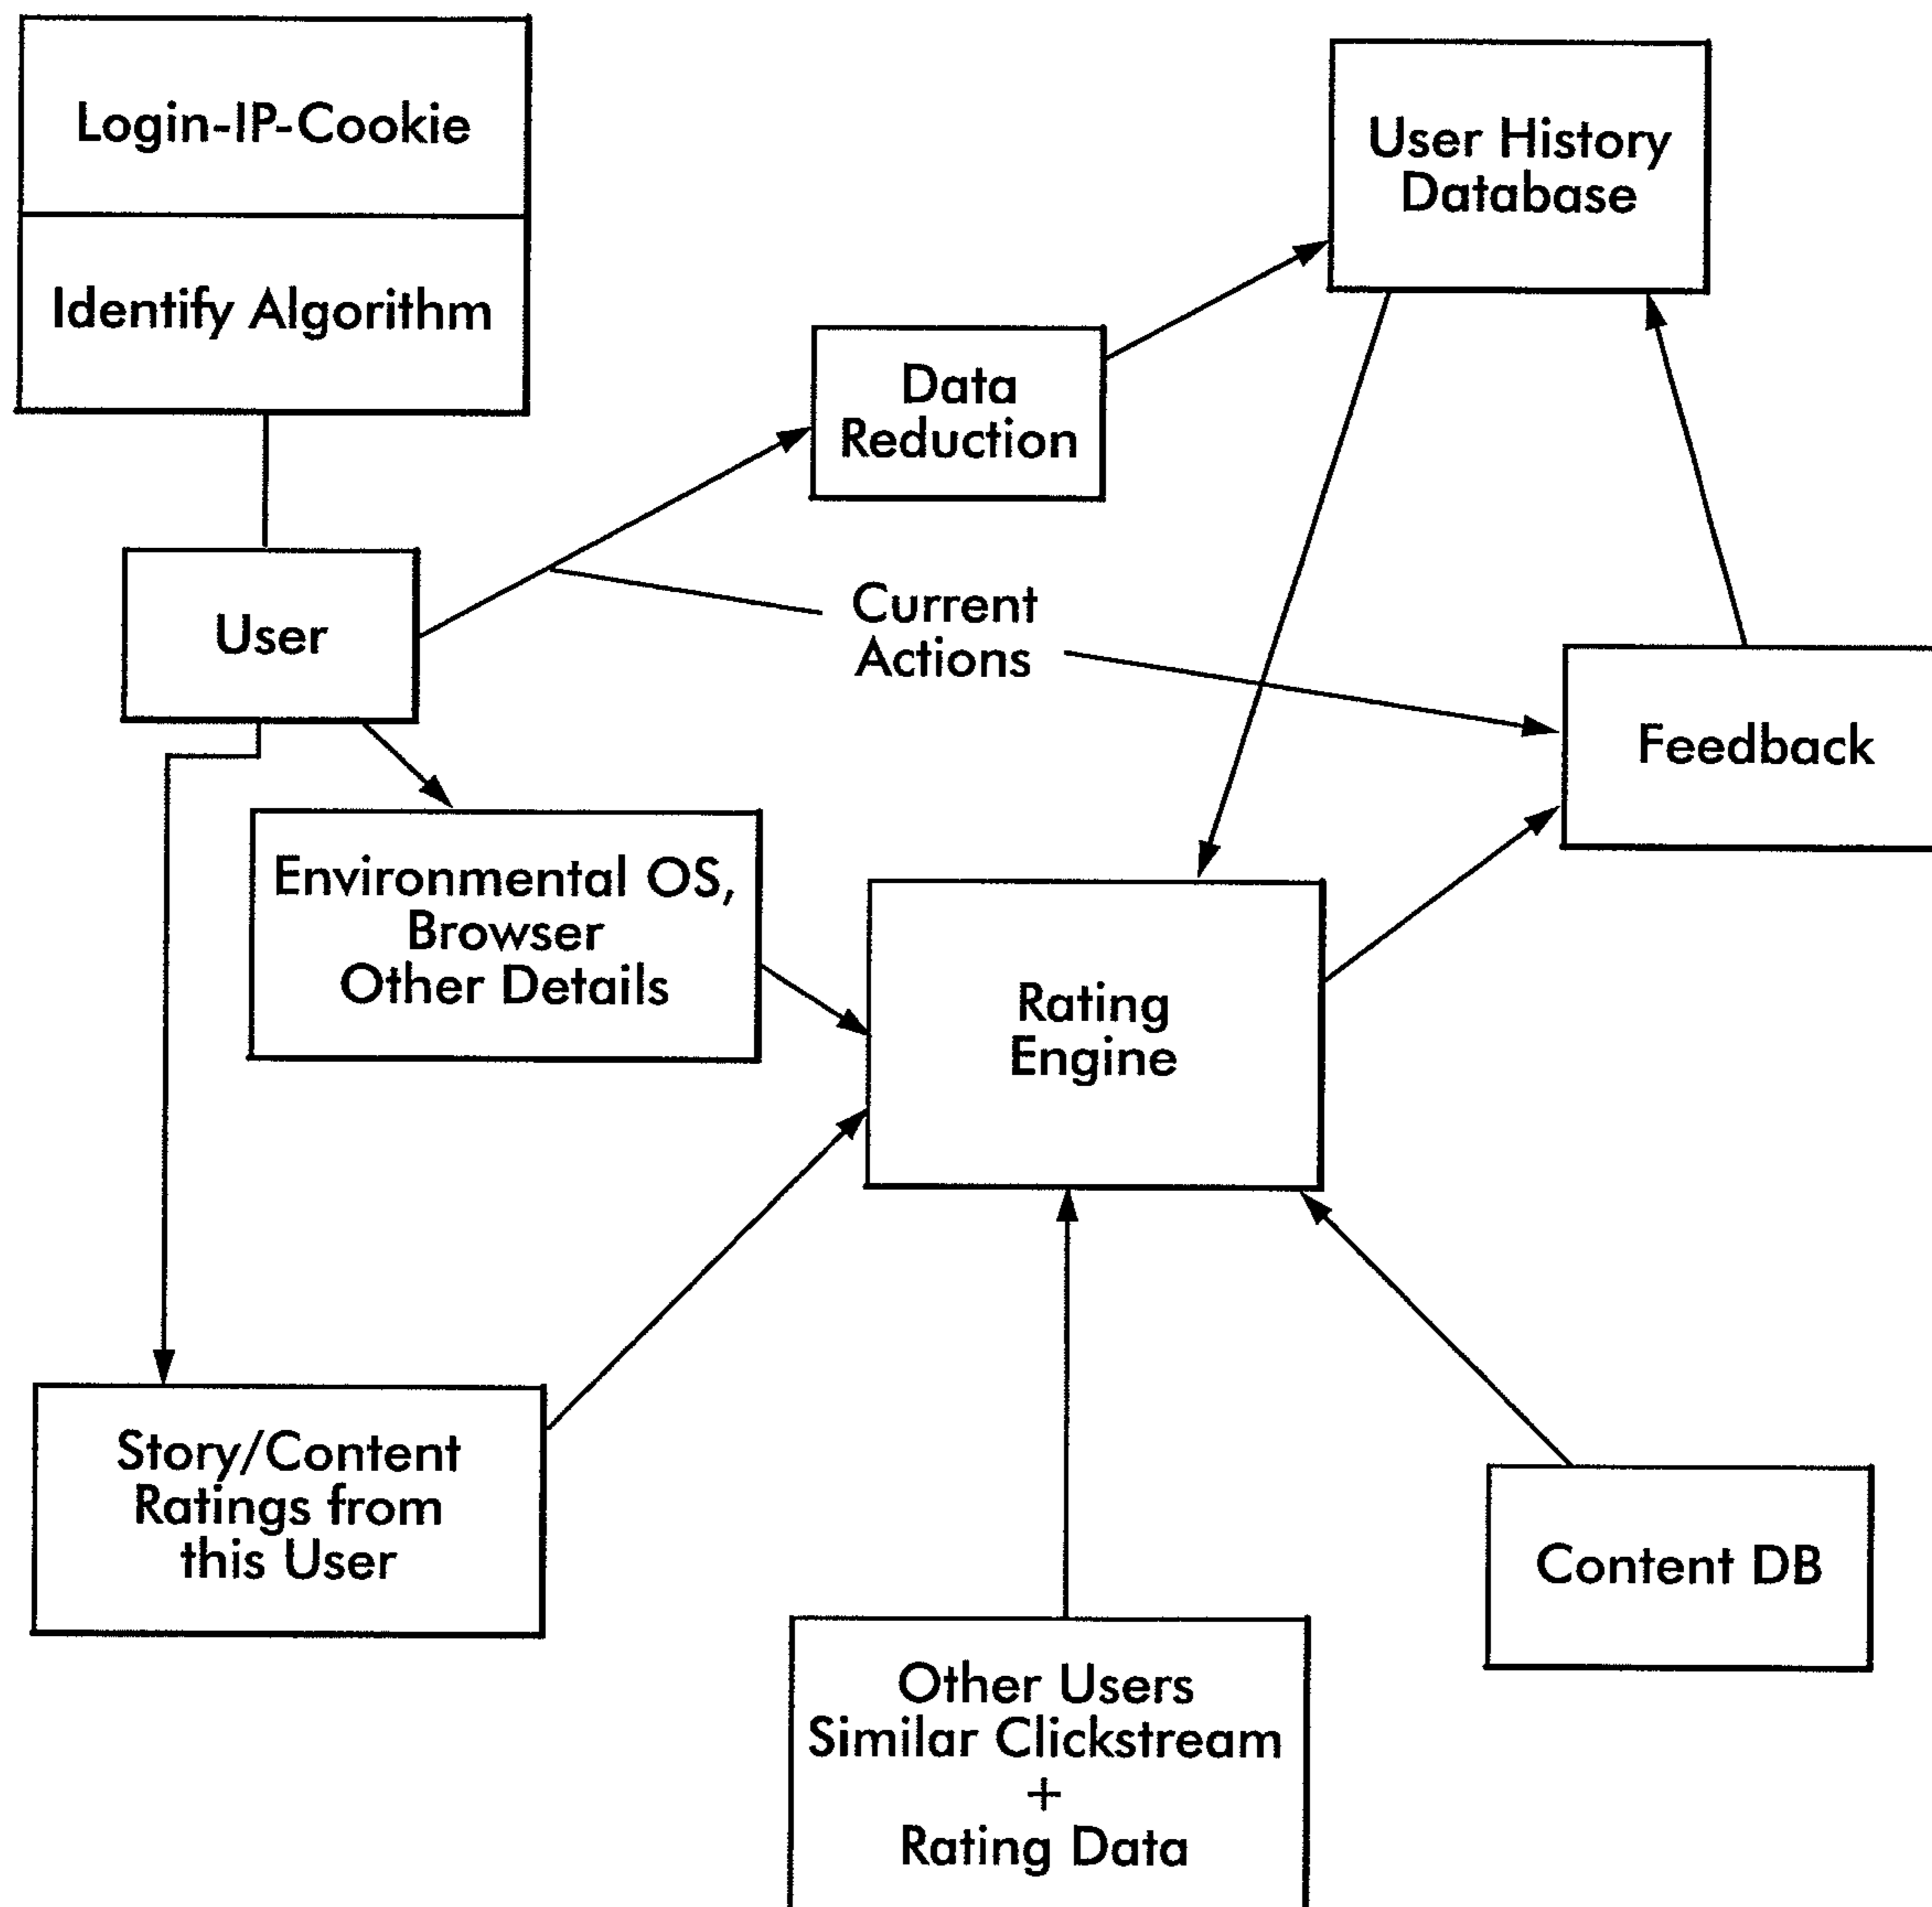 Login-IP-Cookie
Identify Algorithm
User History
Database
Data
Reduction
User
Current
Actions
Feedback
Environmental OS,
Browser
Other Details
Rating
Engine
Story/Content
Ratings from
this User
Content DB
Other Users
Similar Clickstream
+
Rating Data